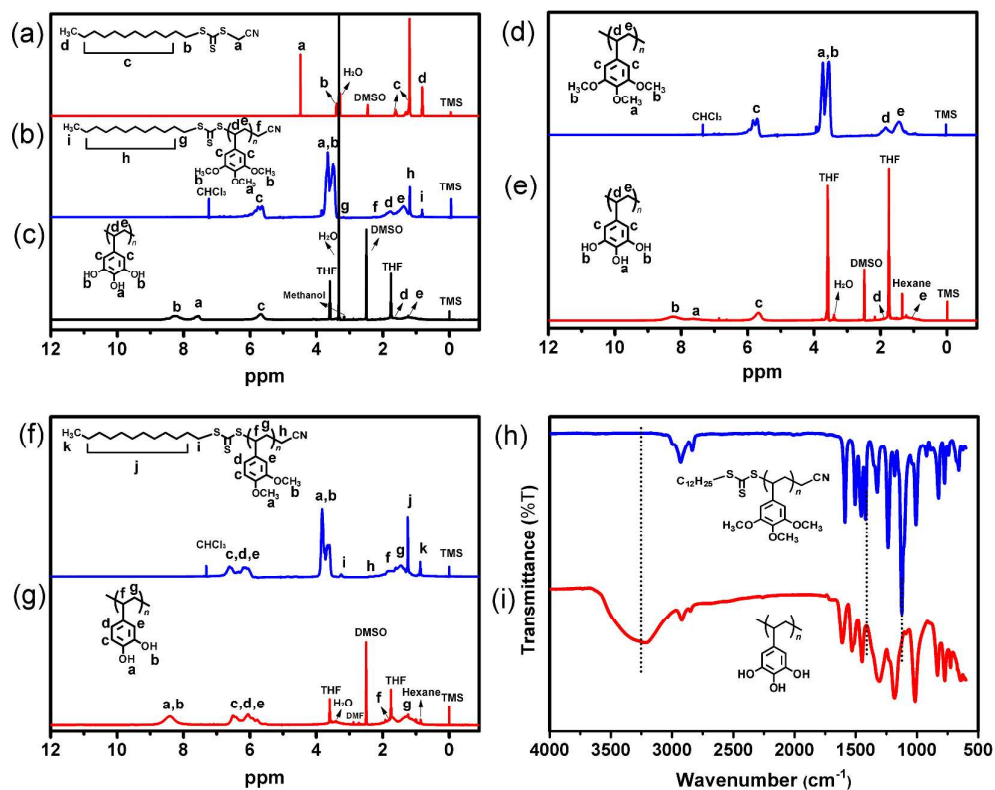 (a)
H₃C
S
S
CN
S
d
b
a
c
a
b
H₂O
DMSO
c
d
TMS
(b)
H₃C
S
S
d
e
f
CN
n
S
i
g
h
c
c
H₃CO
OCH₃
b
OCH₃
b
a
CHCl₃
c
a,b
g
f
d
e
h
i
TMS
(c)
d
e
n
c
c
HO
OH
b
OH
b
a
b
a
c
H₂O
THF
Methanol
DMSO
THF
d
e
TMS
12
10
8
6
4
2
0
ppm
(d)
d
e
n
c
c
H₃CO
OCH₃
b
OCH₃
b
a
CHCl₃
c
a,b
d
e
TMS
(e)
d
e
n
c
c
HO
OH
b
OH
b
a
b
a
c
THF
H₂O
DMSO
d
THF
Hexane
e
TMS
12
10
8
6
4
2
0
ppm
(f)
H₃C
S
S
f
g
h
CN
n
S
k
i
j
d
e
c
OCH₃
OCH₃
b
a
CHCl₃
c,d,e
a,b
i
h
f
g
j
k
TMS
(g)
f
g
n
d
e
c
OH
OH
b
a
a,b
c,d,e
THF
H₂O
DMF
DMSO
f
THF
g
Hexane
TMS
12
10
8
6
4
2
0
ppm
(h)
C₁₂H₂₅
S
S
CN
n
S
H₃CO
OCH₃
OCH₃
(i)
n
HO
OH
OH
Transmittance (%T)
4000
3000
2500
2000
1500
1000
500
Wavenumber (cm⁻¹)